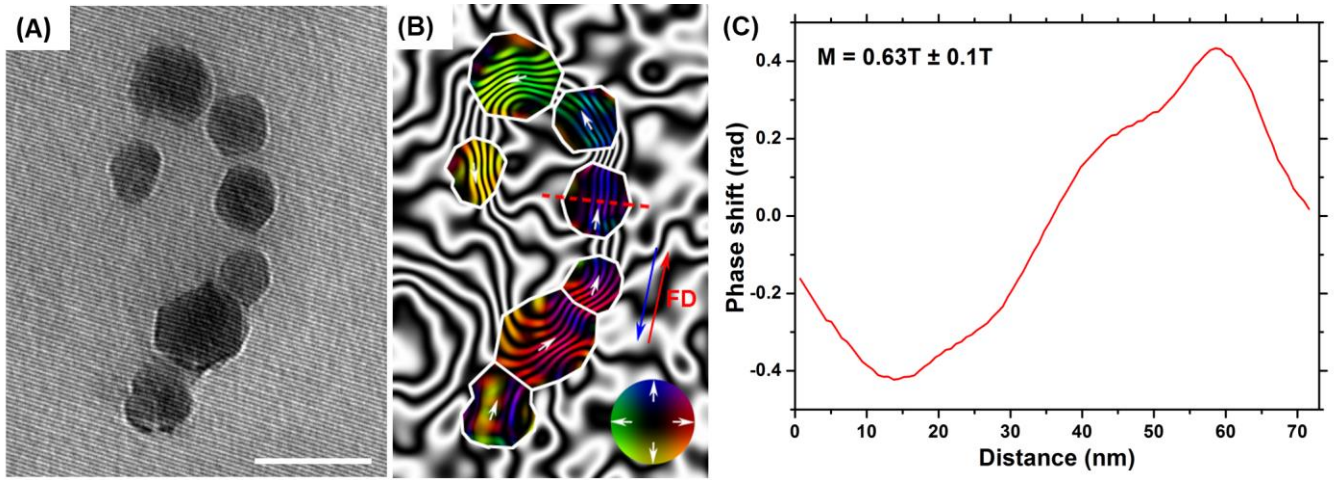 (A)
(B)
FD
(C)
M = 0.63T ± 0.1T
Phase shift (rad)
0.4
0.2
0.0
-0.2
-0.4
0 10 20 30 40 50 60 70
Distance (nm)